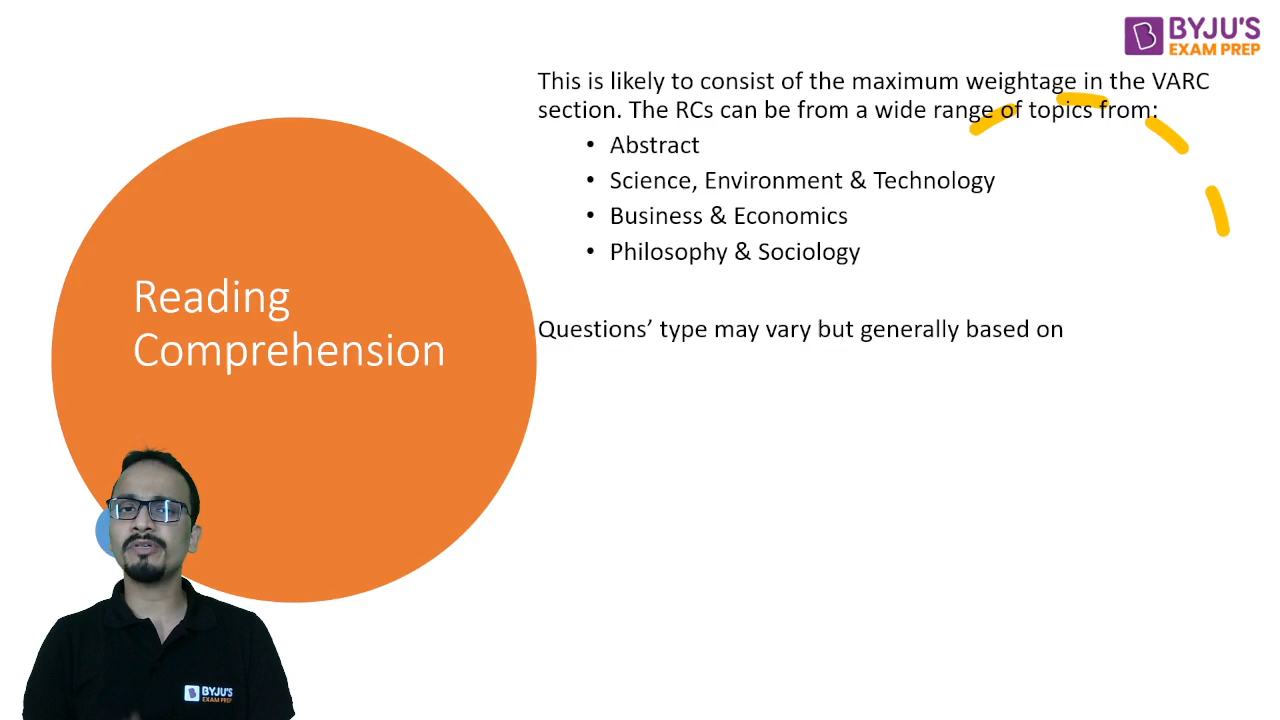 BYJU'S
EXAM PREP
This is likely to consist of the maximum weightage in the VARC
section. The RCs can be from a wide range of topics from:
• Abstract
• Science, Environment & Technology
• Business & Economics
• Philosophy & Sociology
Reading
Comprehension
Questions’ type may vary but generally based on
BYJU'S
EXAM PREP